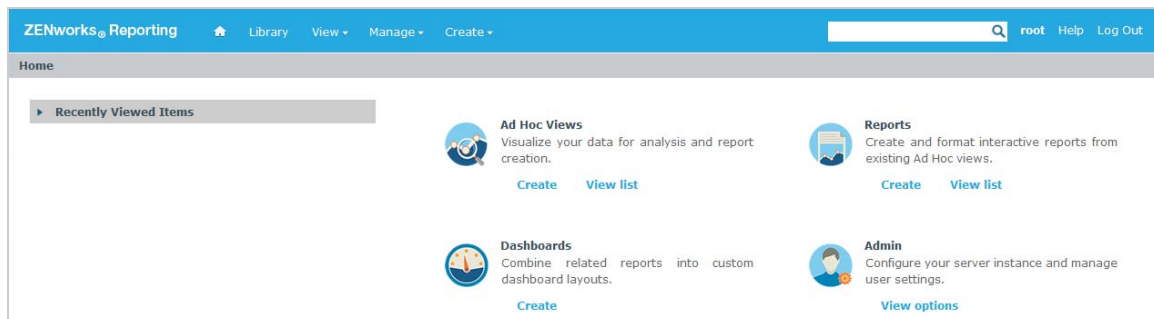 ZENworks® Reporting Library View Manage Create root Help Log Out
Home
Recently Viewed Items
Ad Hoc Views
Visualize your data for analysis and report
creation.
Create View list
Reports
Create and format interactive reports from
existing Ad Hoc views.
Create View list
Dashboards
Combine related reports into custom
dashboard layouts.
Create
Admin
Configure your server instance and manage
user settings.
View options